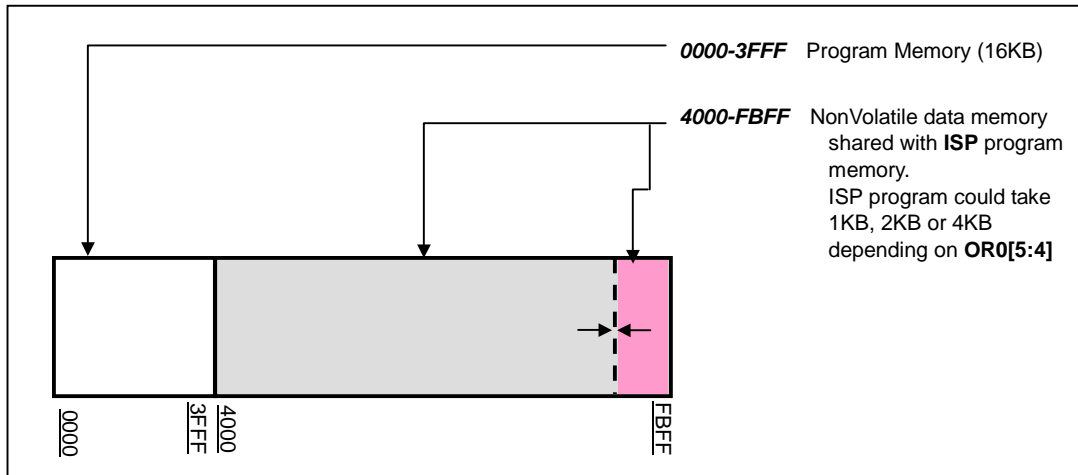 0000-3FFF Program Memory (16KB)
4000-FBFF NonVolatile data memory
shared with ISP program
memory.
ISP program could take
1KB, 2KB or 4KB
depending on OR0[5:4]
0000
3FFF
4000
FBFF